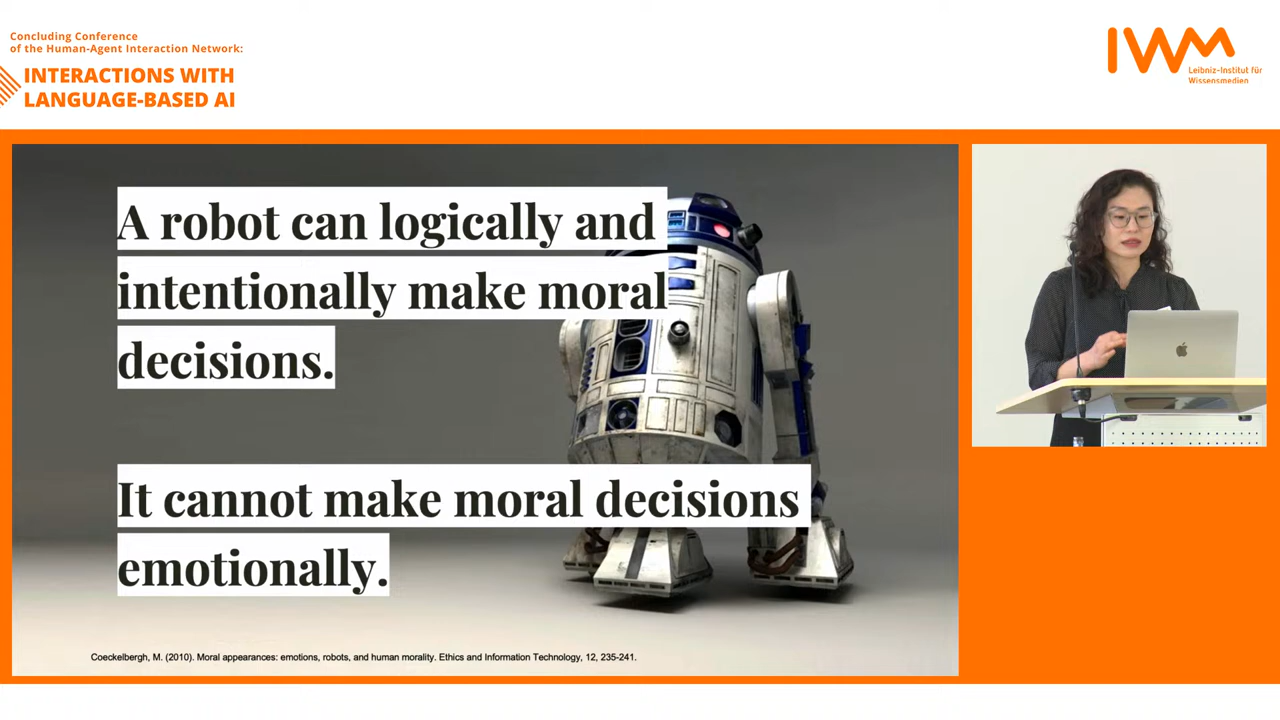 Concluding Conference
of the Human-Agent Interaction Network:
INTERACTIONS WITH
LANGUAGE-BASED AI
IWM
Leibniz-Institut für
Wissensmedien
A robot can logically and
intentionally make moral
decisions.
It cannot make moral decisions
emotionally.
Coeckelbergh, M. (2010). Moral appearances: emotions, robots, and human morality. Ethics and Information Technology, 12, 235-241.